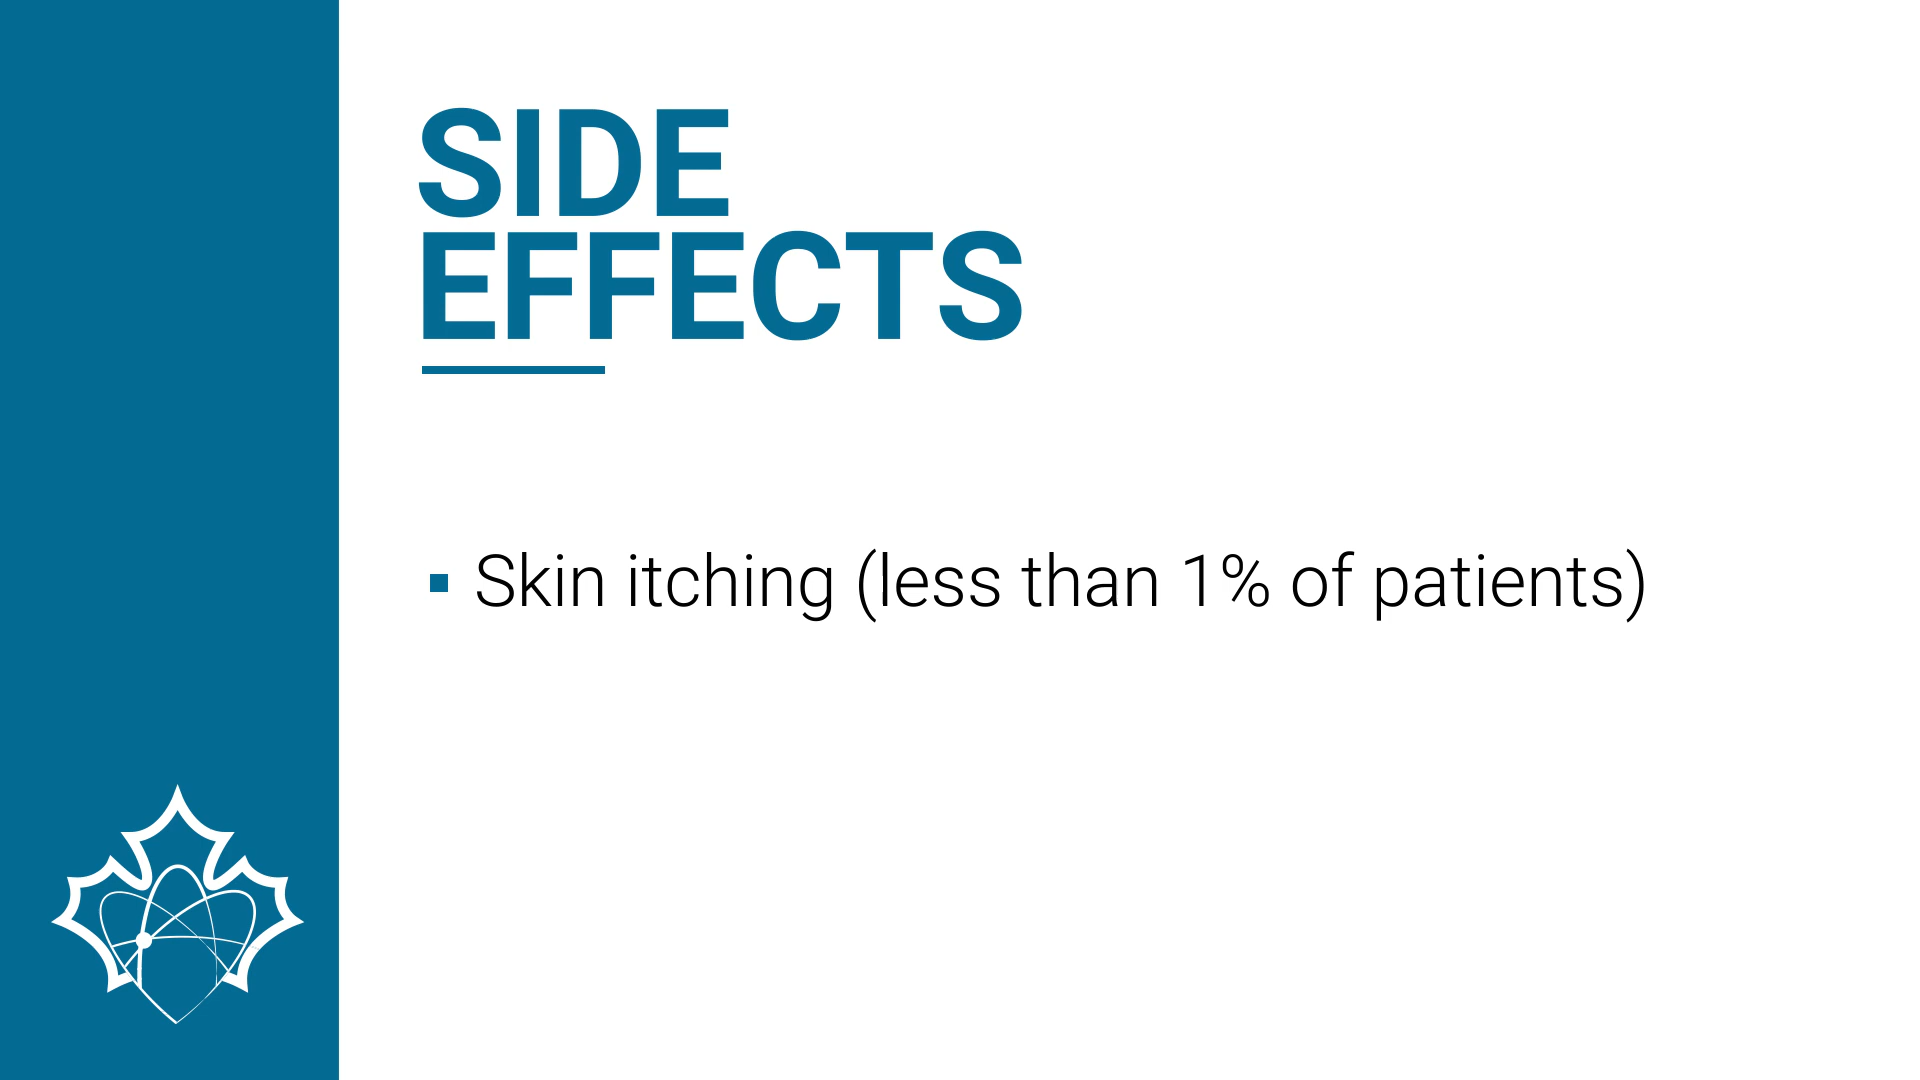 SIDE
EFFECTS
▪ Skin itching (less than 1% of patients)